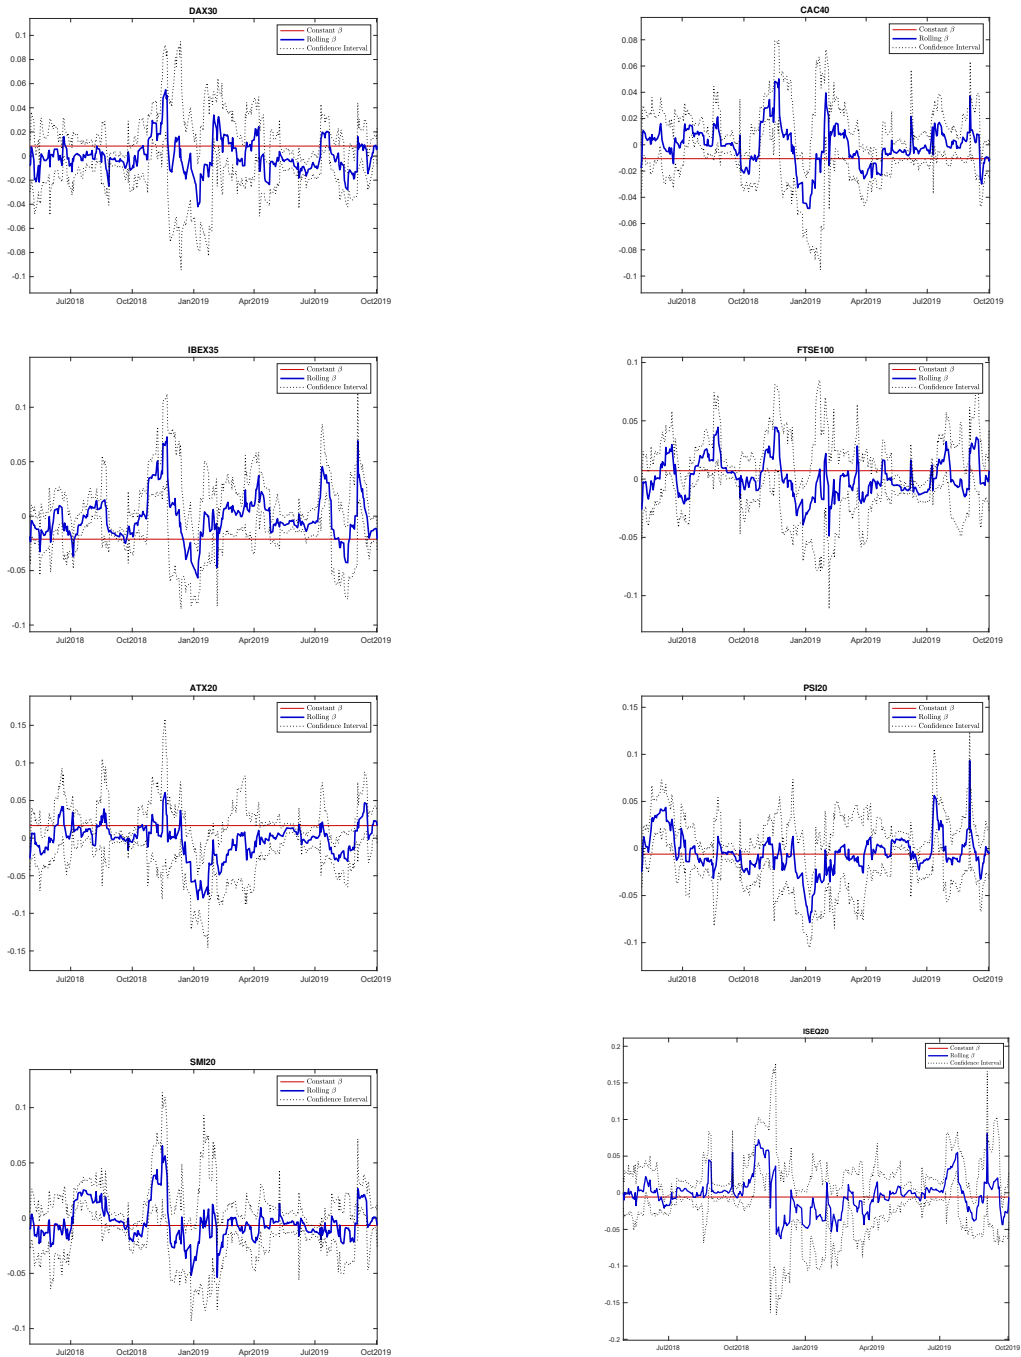 DAX30
0.1
0.08
0.06
0.04
0.02
0
-0.02
-0.04
-0.06
-0.08
-0.1
Constant β
Rolling β
Confidence Interval
Jul2018 Oct2018 Jan2019 Apr2019 Jul2019 Oct2019
CAC40
0.08
0.06
0.04
0.02
0
-0.02
-0.04
-0.06
-0.08
-0.1
Constant β
Rolling β
Confidence Interval
Jul2018 Oct2018 Jan2019 Apr2019 Jul2019 Oct2019
IBEX35
0.1
0.05
0
-0.05
-0.1
Constant β
Rolling β
Confidence Interval
Jul2018 Oct2018 Jan2019 Apr2019 Jul2019 Oct2019
FTSE100
0.1
0.05
0
-0.05
-0.1
Constant β
Rolling β
Confidence Interval
Jul2018 Oct2018 Jan2019 Apr2019 Jul2019 Oct2019
ATX20
0.15
0.1
0.05
0
-0.05
-0.1
-0.15
Constant β
Rolling β
Confidence Interval
Jul2018 Oct2018 Jan2019 Apr2019 Jul2019 Oct2019
PSI20
0.15
0.1
0.05
0
-0.05
-0.1
Constant β
Rolling β
Confidence Interval
Jul2018 Oct2018 Jan2019 Apr2019 Jul2019 Oct2019
SMI20
0.1
0.05
0
-0.05
-0.1
Constant β
Rolling β
Confidence Interval
Jul2018 Oct2018 Jan2019 Apr2019 Jul2019 Oct2019
ISEQ20
0.2
0.15
0.1
0.05
0
-0.05
-0.1
-0.15
-0.2
Constant β
Rolling β
Confidence Interval
Jul2018 Oct2018 Jan2019 Apr2019 Jul2019 Oct2019